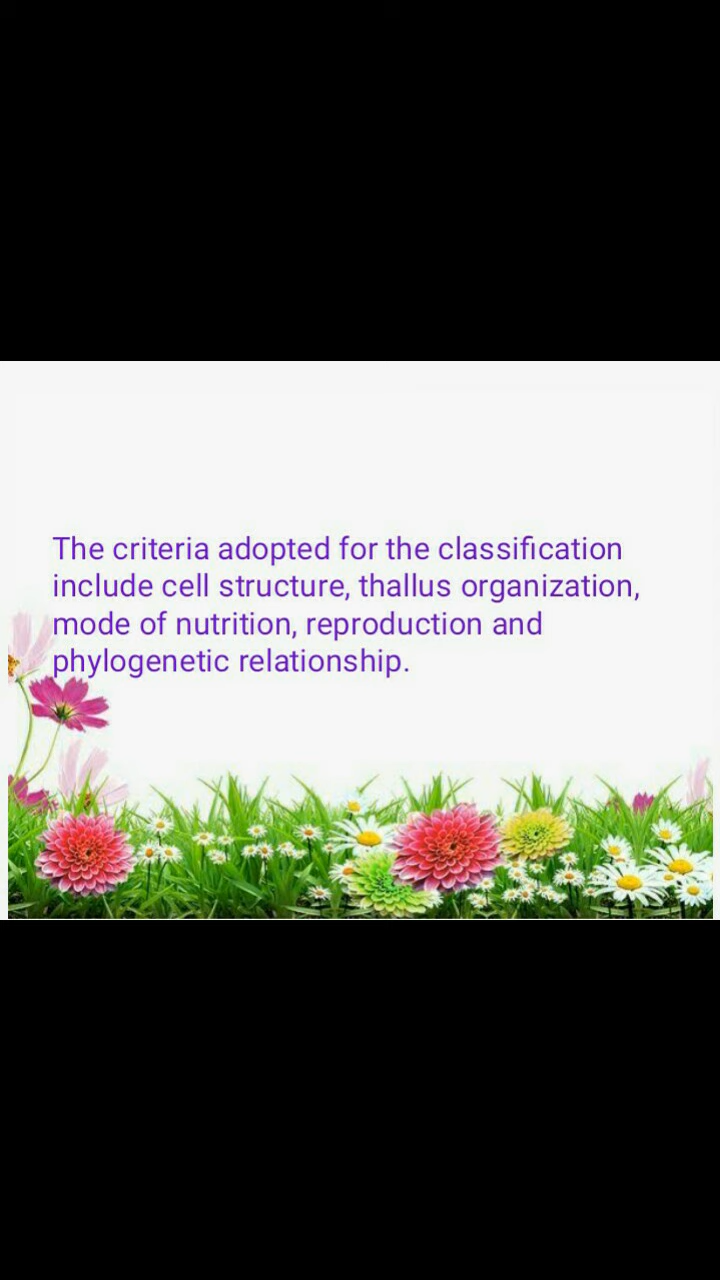 The criteria adopted for the classification
include cell structure, thallus organization,
mode of nutrition, reproduction and
phylogenetic relationship.